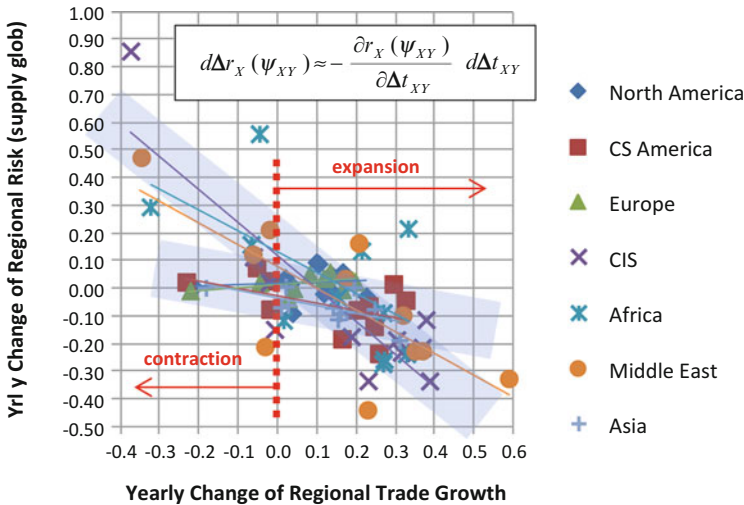 Yrl y Change of Regional Risk (supply glob)
1.00
0.90
0.80
0.70
0.60
0.50
0.40
0.30
0.20
0.10
0.00
-0.10
-0.20
-0.30
-0.40
-0.50
dΔr_X (ψ_XY) ≈ − ∂r_X (ψ_XY) / ∂Δt_XY dΔt_XY
expansion
contraction
-0.4 -0.3 -0.2 -0.1 0.0 0.1 0.2 0.3 0.4 0.5 0.6
Yearly Change of Regional Trade Growth
North America
CS America
Europe
CIS
Africa
Middle East
Asia